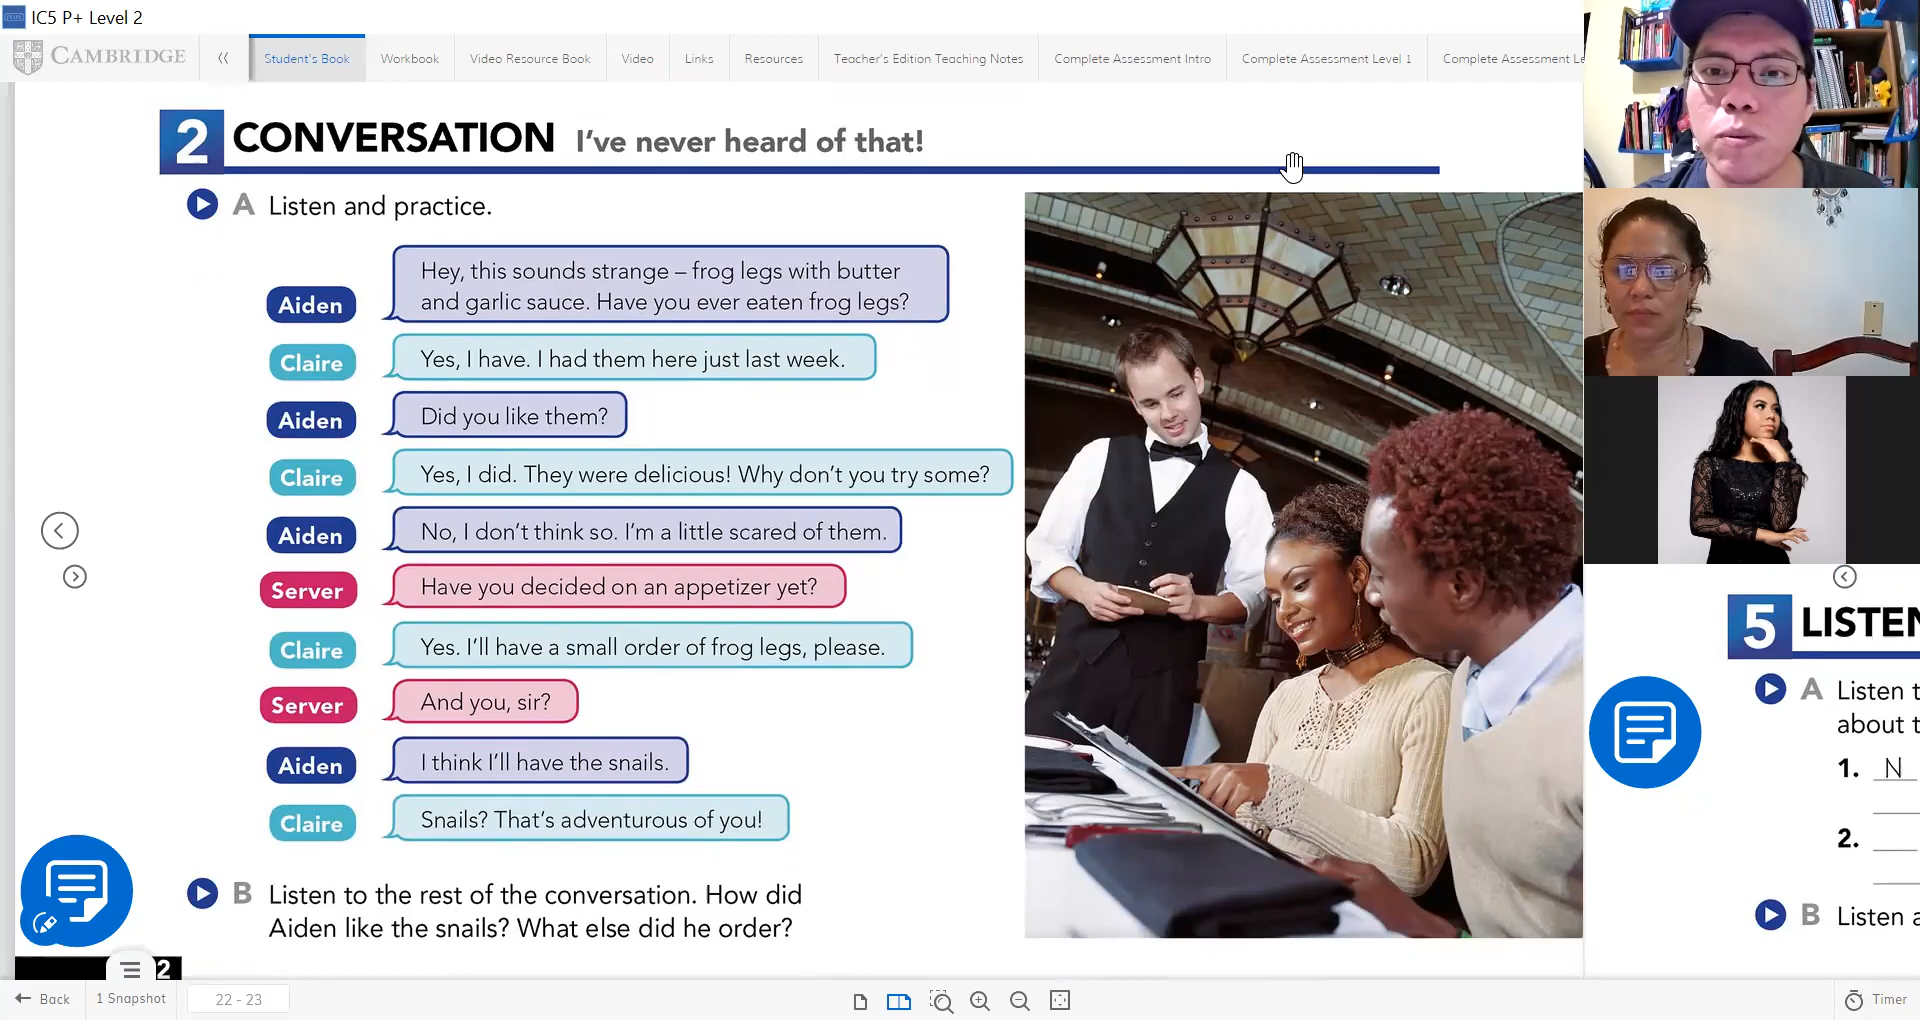 IC5 P+ Level 2
CAMBRIDGE
Student's Book
Workbook
Video Resource Book
Video
Links
Resources
Teacher's Edition Teaching Notes
Complete Assessment Intro
Complete Assessment Level 1
Complete Assessment Le
2 CONVERSATION I've never heard of that!
A Listen and practice.
Aiden
Hey, this sounds strange – frog legs with butter
and garlic sauce. Have you ever eaten frog legs?
Claire
Yes, I have. I had them here just last week.
Aiden
Did you like them?
Claire
Yes, I did. They were delicious! Why don't you try some?
Aiden
No, I don't think so. I'm a little scared of them.
Server
Have you decided on an appetizer yet?
Claire
Yes. I'll have a small order of frog legs, please.
Server
And you, sir?
Aiden
I think I'll have the snails.
Claire
Snails? That's adventurous of you!
B Listen to the rest of the conversation. How did
Aiden like the snails? What else did he order?
5 LISTEN
A Listen t
about t
1. N
2.
B Listen a
2
Back
1 Snapshot
22 - 23
Timer